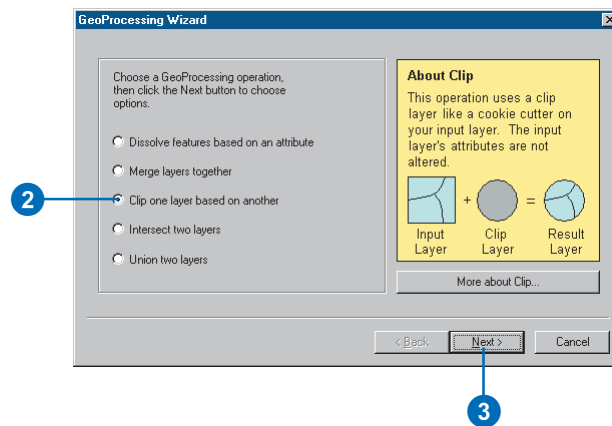 GeoProcessing Wizard
Choose a GeoProcessing operation,
then click the Next button to choose
options.
Dissolve features based on an attribute
Merge layers together
2
Clip one layer based on another
Intersect two layers
Union two layers
About Clip
This operation uses a clip
layer like a cookie cutter on
your input layer. The input
layer's attributes are not
altered.
+ =
Input Layer
Clip Layer
Result Layer
More about Clip...
< Back
Next >
Cancel
3